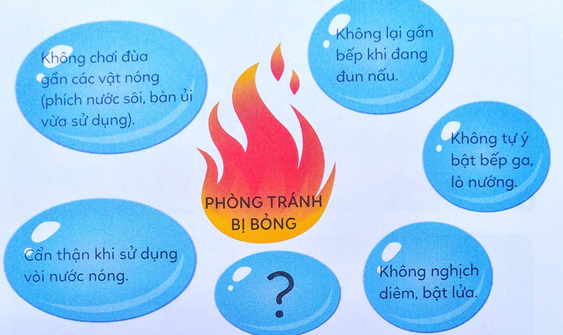 Không chơi đùa
gần các vật nóng
(phích nước sôi, bàn ủi
vừa sử dụng).
Không lại gần
bếp khi đang
đun nấu.
Không tự ý
bật bếp ga,
lò nướng.
PHÒNG TRÁNH
BỊ BỎNG
Cẩn thận khi sử dụng
vòi nước nóng.
?
Không nghịch
diêm, bật lửa.